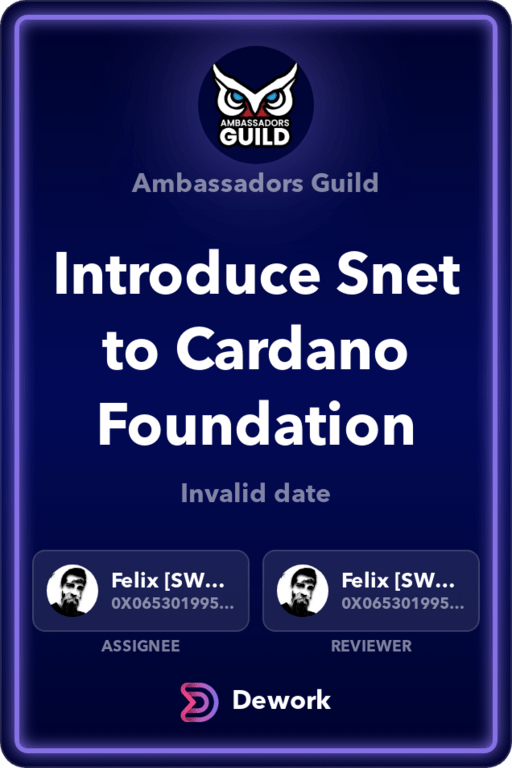 AMBASSADORS
GUILD
Ambassadors Guild
Introduce Snet
to Cardano
Foundation
Invalid date
Felix [SW...
0X065301995...
ASSIGNEE
Felix [SW...
0X065301995...
REVIEWER
Dework